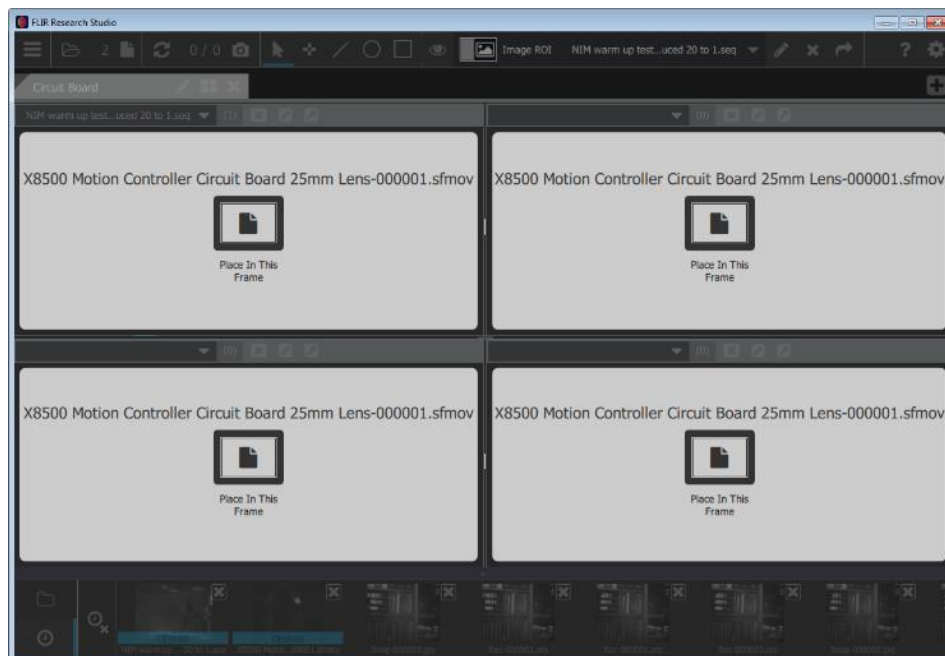 FLIR Research Studio
2
0 / 0
Image ROI
NIM warm up test...uced 20 to 1.seq
?
Circuit Board
NIM warm up test...uced 20 to 1.seq
(1)
(0)
X8500 Motion Controller Circuit Board 25mm Lens-000001.sfmov
Place In This
Frame
X8500 Motion Controller Circuit Board 25mm Lens-000001.sfmov
Place In This
Frame
(0)
(0)
X8500 Motion Controller Circuit Board 25mm Lens-000001.sfmov
Place In This
Frame
X8500 Motion Controller Circuit Board 25mm Lens-000001.sfmov
Place In This
Frame